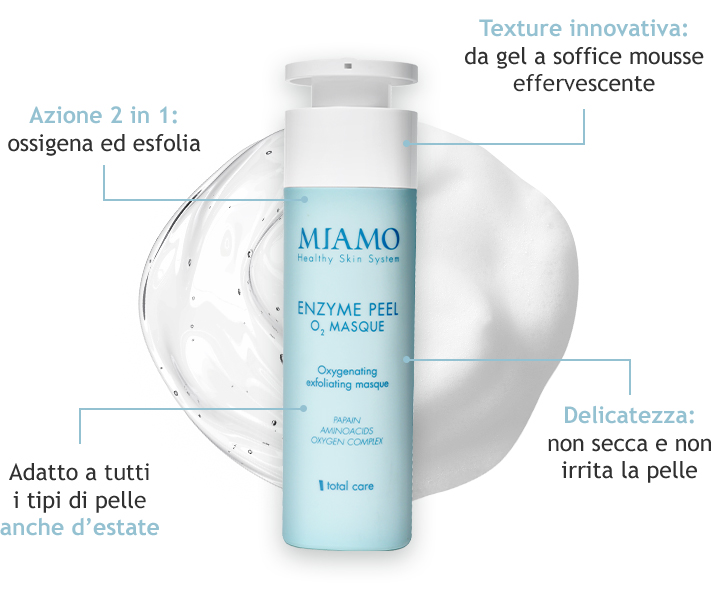 Texture innovativa:
da gel a soffice mousse
effervescente
Azione 2 in 1:
ossigena ed esfolia
MIAMO
Healthy Skin System
ENZYME PEEL
O₂ MASQUE
Oxygenating
exfoliating masque
PAPAIN
AMINOACIDS
OXYGEN COMPLEX
total care
Delicatezza:
non secca e non
irrita la pelle
Adatto a tutti
i tipi di pelle
anche d'estate